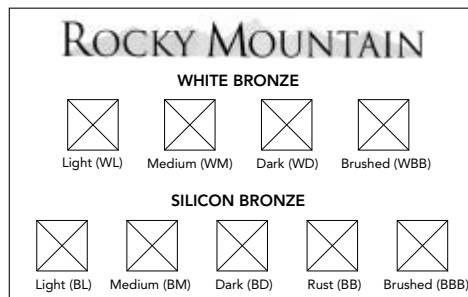 ROCKY MOUNTAIN
WHITE BRONZE
Light (WL) Medium (WM) Dark (WD) Brushed (WBB)
SILICON BRONZE
Light (BL) Medium (BM) Dark (BD) Rust (BB) Brushed (BBB)